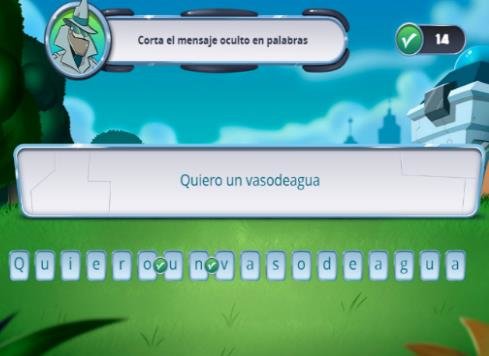 Corta el mensaje oculto en palabras
14
Quiero un vasodeagua
Q u i e r o u n v a s o d e a g u a